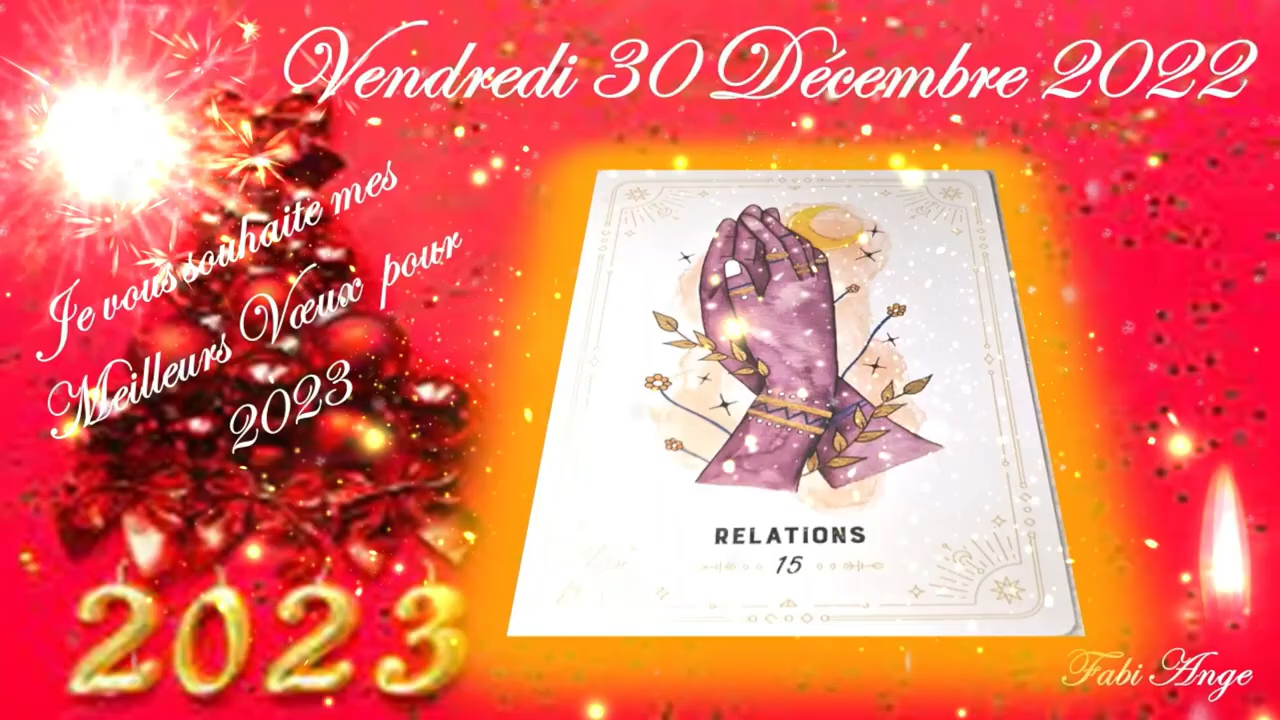 Vendredi 30 Décembre 2022
Je vous souhaite mes
Meilleurs Vœux pour
2023
RELATiONS
15
2023
Fabi Ange